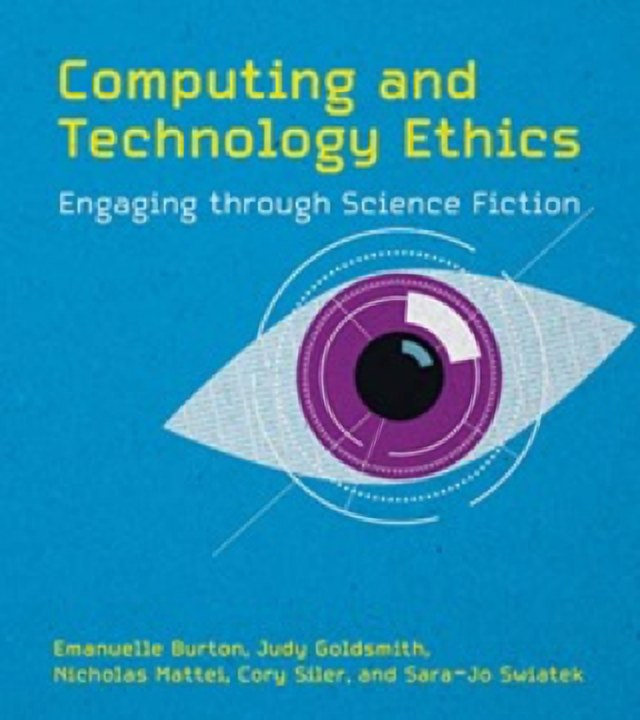 Computing and
Technology Ethics
Engaging through Science Fiction
Emanuelle Burton, Judy Goldsmith,
Nicholas Mattei, Cory Siler, and Sara-Jo Swiatek